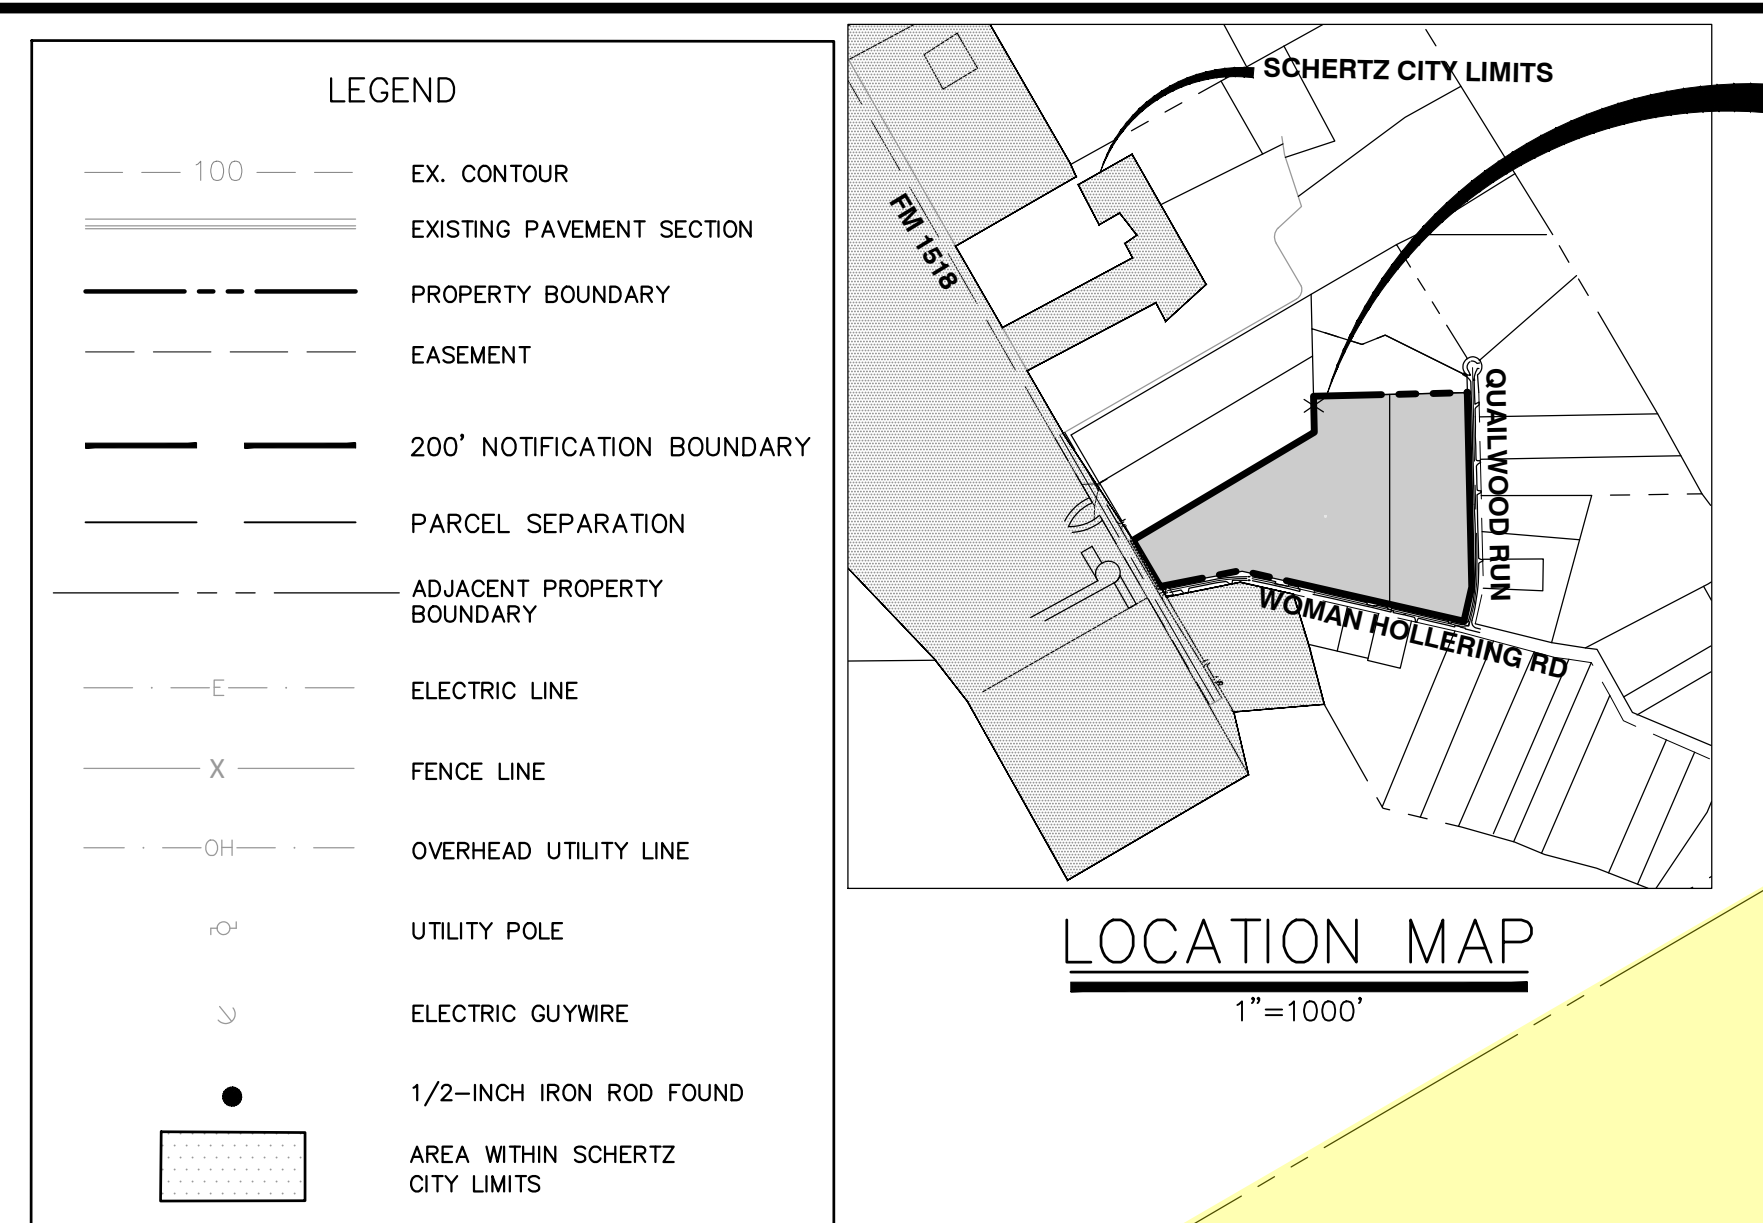 LEGEND
100
EX. CONTOUR
EXISTING PAVEMENT SECTION
PROPERTY BOUNDARY
EASEMENT
200' NOTIFICATION BOUNDARY
PARCEL SEPARATION
ADJACENT PROPERTY
BOUNDARY
E
ELECTRIC LINE
X
FENCE LINE
OH
OVERHEAD UTILITY LINE
UTILITY POLE
ELECTRIC GUYWIRE
1/2-INCH IRON ROD FOUND
AREA WITHIN SCHERTZ
CITY LIMITS
SCHERTZ CITY LIMITS
FM 1518
QUAILWOOD RUN
WOMAN HOLLERING RD
LOCATION MAP
1"=1000'